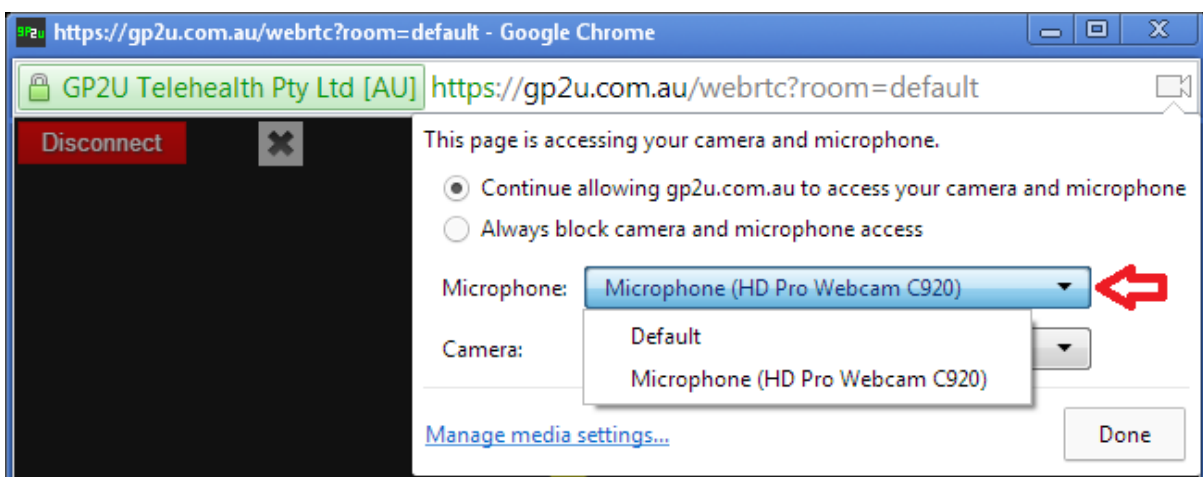 GP2U https://gp2u.com.au/webrtc?room=default - Google Chrome
GP2U Telehealth Pty Ltd [AU] https://gp2u.com.au/webrtc?room=default
Disconnect
This page is accessing your camera and microphone.
Continue allowing gp2u.com.au to access your camera and microphone
Always block camera and microphone access
Microphone: Microphone (HD Pro Webcam C920)
Default
Camera:
Microphone (HD Pro Webcam C920)
Manage media settings... Done